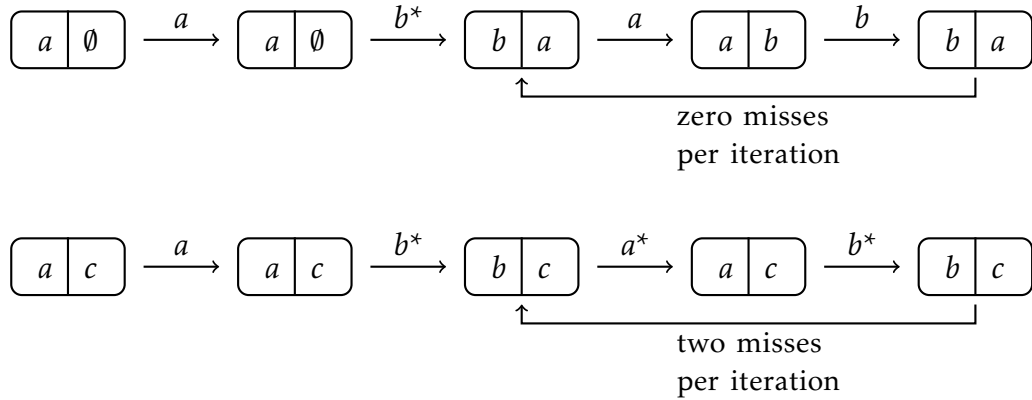 a b* a b
a ∅ a ∅ b a a b b a
zero misses
per iteration
a b* a* b*
a c a c b c a c b c
two misses
per iteration